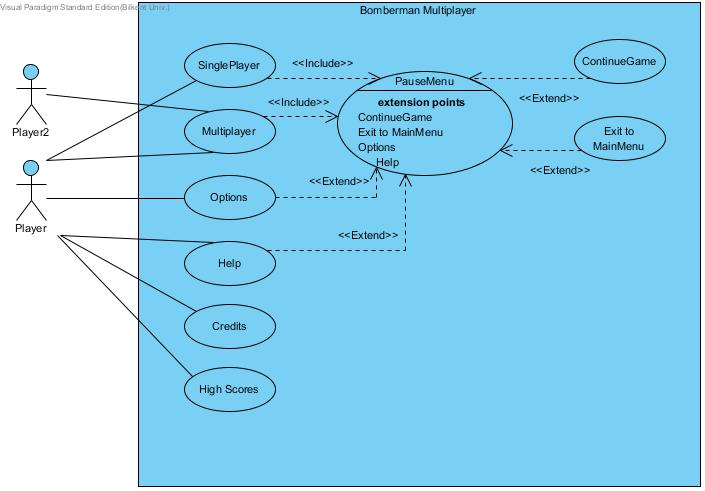 Visual Paradigm Standard Edition(Bilkent Univ.)
Bomberman Multiplayer
SinglePlayer
<<Include>>
ContinueGame
PauseMenu
<<Extend>>
<<Include>>
extension points
ContinueGame
Exit to MainMenu
Options
Help
Player2
Multiplayer
Exit to
MainMenu
<<Extend>>
<<Extend>>
Options
Player
<<Extend>>
Help
Credits
High Scores